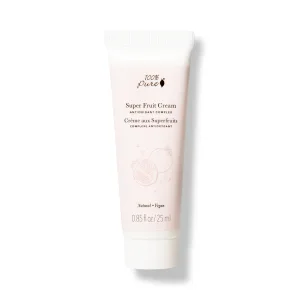 100%
pure
Super Fruit Cream
ANTIOXIDANT COMPLEX
Crème aux Superfruits
COMPLEXE ANTIOXYDANT
Natural • Vegan
0.85 fl oz / 25 ml